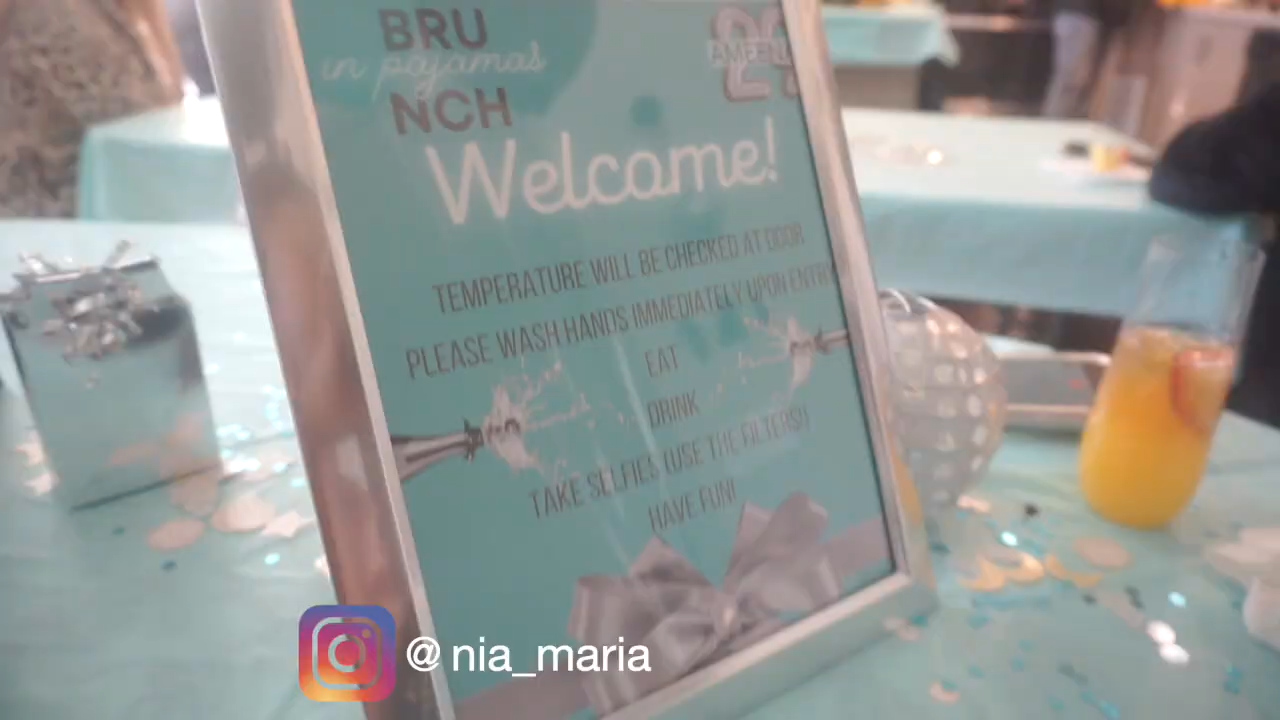 BRU
in pajamas
NCH
Welcome!
TEMPERATURE WILL BE CHECKED AT DOOR
PLEASE WASH HANDS IMMEDIATELY UPON ENTRY
EAT
DRINK
TAKE SELFIES (USE THE FILTERS!)
HAVE FUN!
@nia_maria